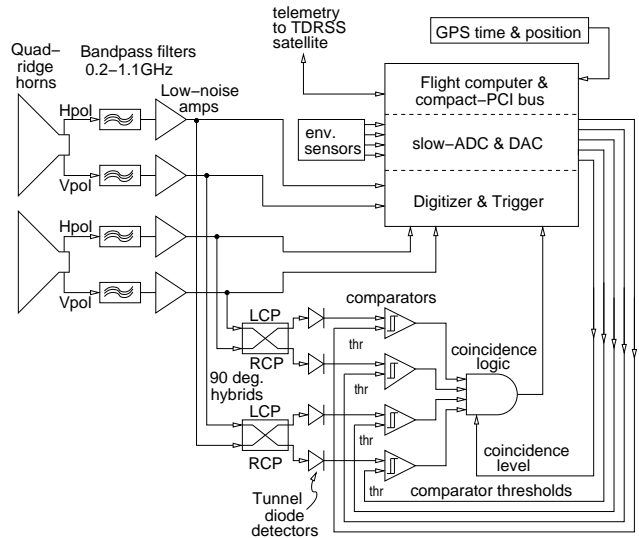 telemetry
to TDRSS
satellite
GPS time & position
Quad–
ridge
horns
Bandpass filters
0.2–1.1GHz
Low–noise
amps
Hpol
Vpol
Hpol
Vpol
env.
sensors
Flight computer &
compact–PCI bus
slow–ADC & DAC
Digitizer & Trigger
LCP
RCP
90 deg.
hybrids
LCP
RCP
comparators
thr
thr
thr
thr
coincidence
logic
coincidence
level
comparator thresholds
Tunnel
diode
detectors